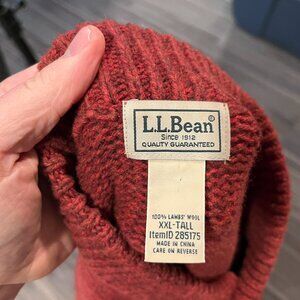 L.L.Bean®
Since 1912
QUALITY GUARANTEED
100% LAMBS' WOOL
XXL-TALL
ItemID 285175
MADE IN CHINA
CARE ON REVERSE